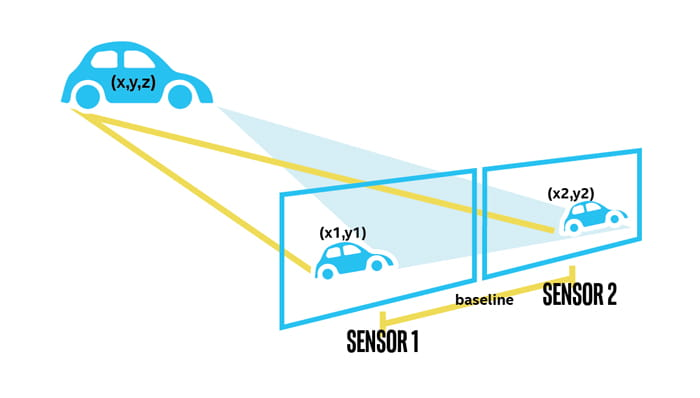 (x,y,z)
(x2,y2)
(x1,y1)
SENSOR 2
baseline
SENSOR 1